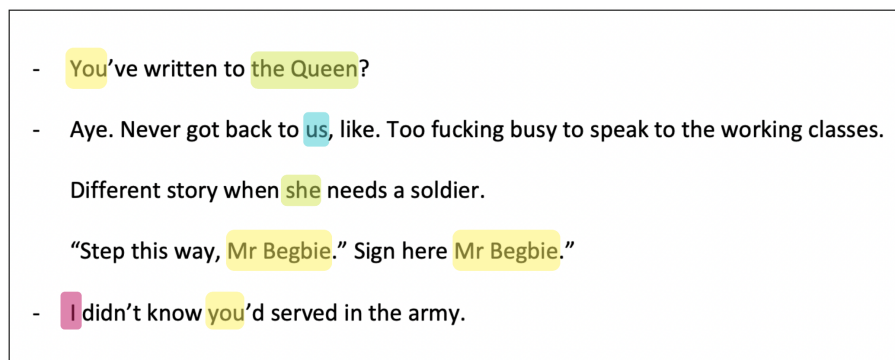 - You’ve written to the Queen?
- Aye. Never got back to us, like. Too fucking busy to speak to the working classes.
Different story when she needs a soldier.
“Step this way, Mr Begbie.” Sign here Mr Begbie.”
- I didn’t know you’d served in the army.